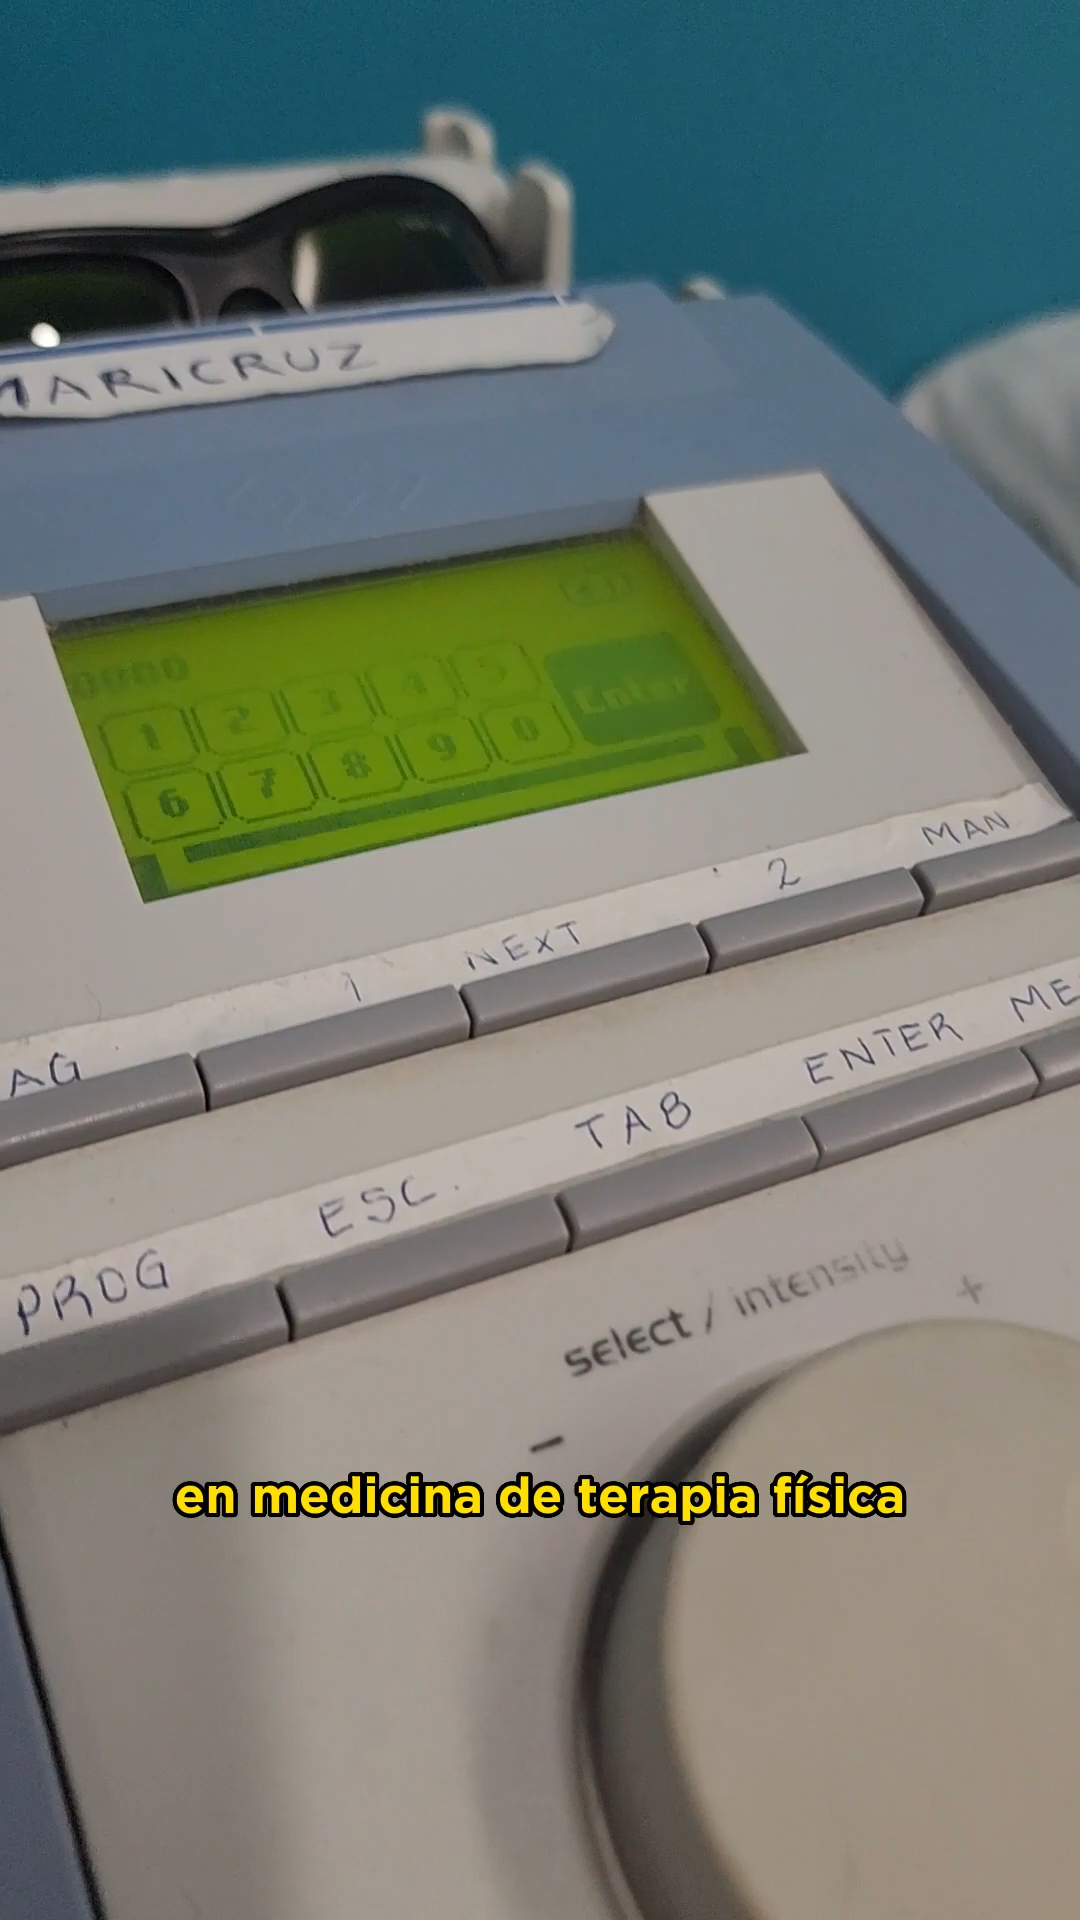 MARICRUZ
0000
1 2 3 4 5 Enter
6 7 8 9 0
AG 1 NEXT 2 MAN
PROG ESC. TAB ENTER ME
select / intensity
- +
en medicina de terapia física